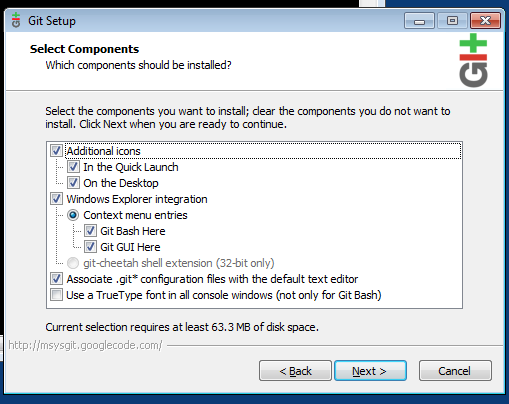 Git Setup
Select Components
Which components should be installed?
Git
Select the components you want to install; clear the components you do not want to
install. Click Next when you are ready to continue.
Additional icons
In the Quick Launch
On the Desktop
Windows Explorer integration
Context menu entries
Git Bash Here
Git GUI Here
git-cheetah shell extension (32-bit only)
Associate .git* configuration files with the default text editor
Use a TrueType font in all console windows (not only for Git Bash)
Current selection requires at least 63.3 MB of disk space.
http://msysgit.googlecode.com/
< Back Next > Cancel